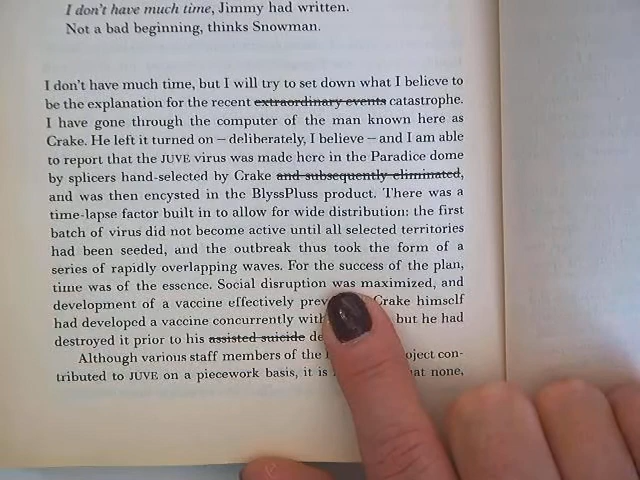 I don't have much time, Jimmy had written.
Not a bad beginning, thinks Snowman.
I don't have much time, but I will try to set down what I believe to
be the explanation for the recent extraordinary events catastrophe.
I have gone through the computer of the man known here as
Crake. He left it turned on – deliberately, I believe – and I am able
to report that the JUVE virus was made here in the Paradice dome
by splicers hand-selected by Crake and subsequently eliminated,
and was then encysted in the BlyssPluss product. There was a
time-lapse factor built in to allow for wide distribution: the first
batch of virus did not become active until all selected territories
had been seeded, and the outbreak thus took the form of a
series of rapidly overlapping waves. For the success of the plan,
time was of the essence. Social disruption was maximized, and
development of a vaccine effectively Crake himself
had developed a vaccine concurrently but he had
destroyed it prior to his assisted suicide
Although various staff members of the con-
tributed to JUVE on a piecework basis, it is none,